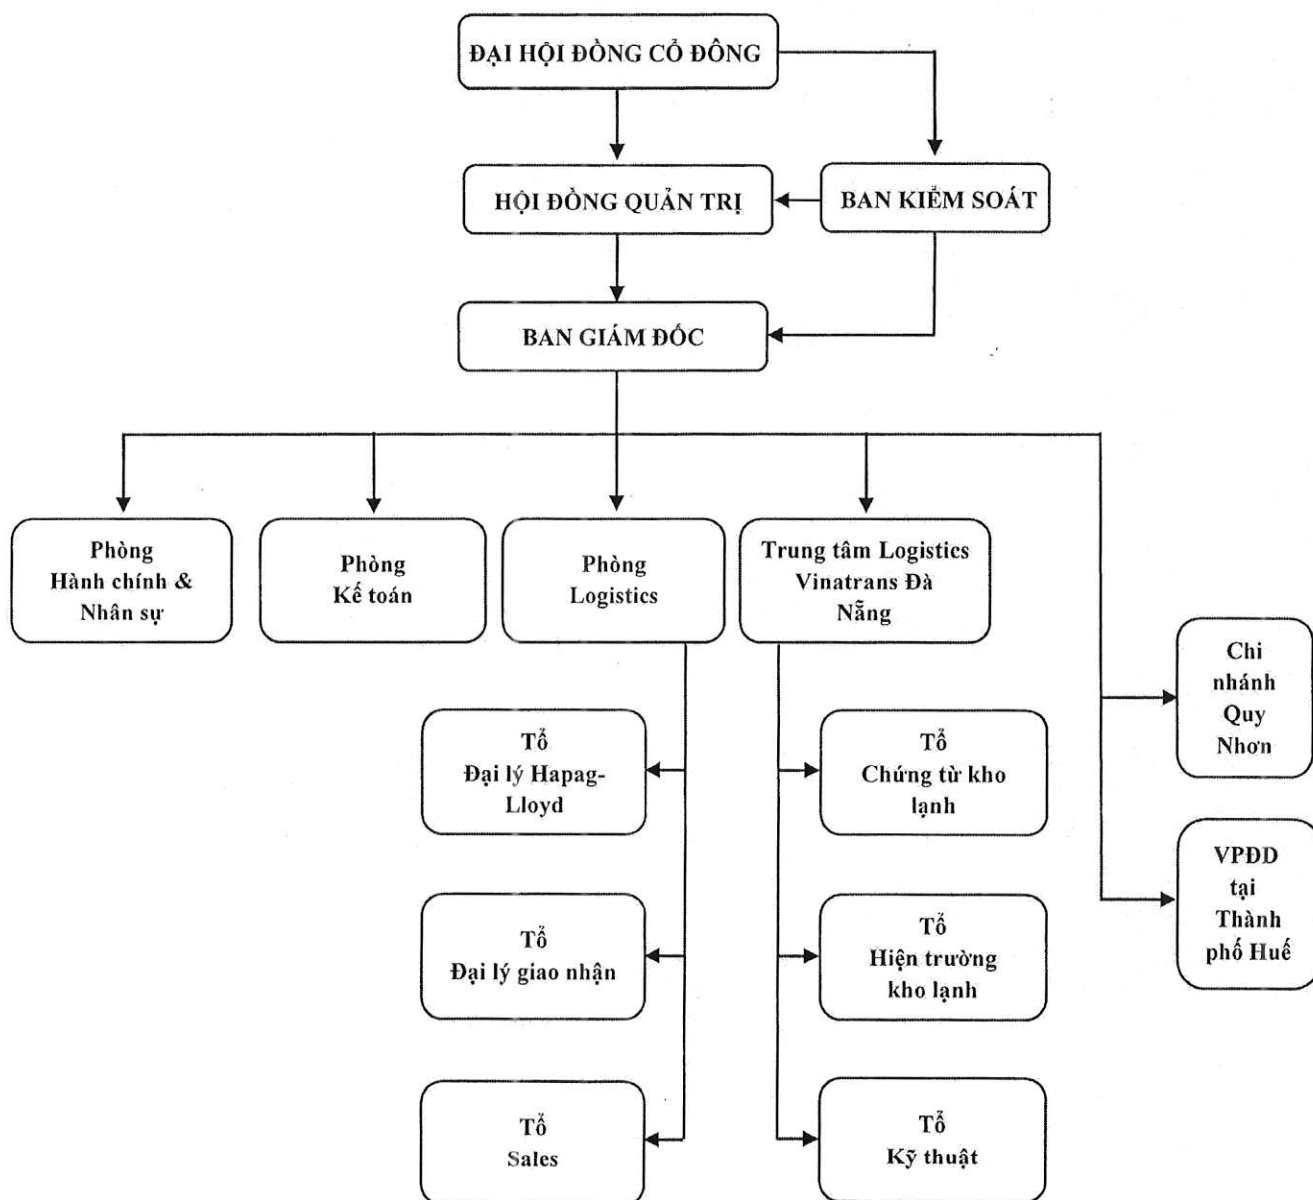 ĐẠI HỘI ĐỒNG CỔ ĐÔNG
HỘI ĐỒNG QUẢN TRỊ
BAN KIỂM SOÁT
BAN GIÁM ĐỐC
Phòng
Hành chính &
Nhân sự
Phòng
Kế toán
Phòng
Logistics
Trung tâm Logistics
Vinatrans Đà
Nẵng
Chi
nhánh
Quy
Nhơn
Tổ
Đại lý Hapag-
Lloyd
Tổ
Chứng từ kho
lạnh
VPĐD
tại
Thành
phố Huế
Tổ
Đại lý giao nhận
Tổ
Hiện trường
kho lạnh
Tổ
Sales
Tổ
Kỹ thuật